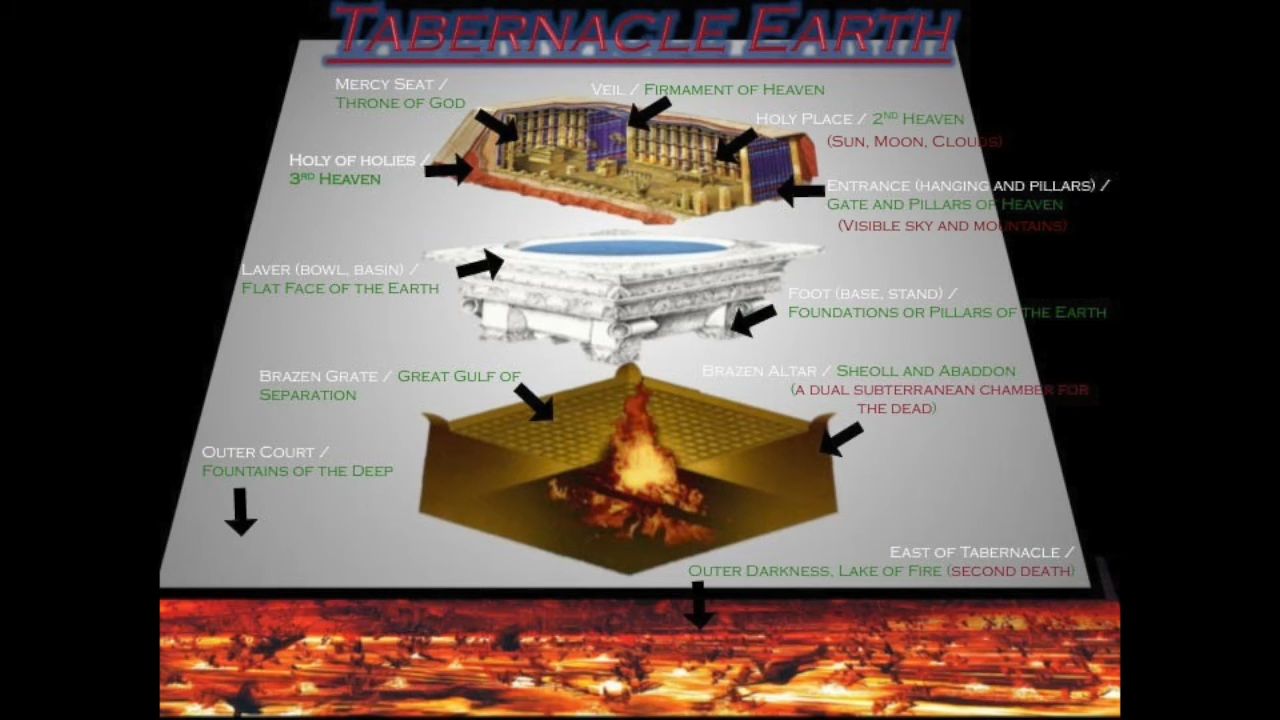 TABERNACLE EARTH
MERCY SEAT /
THRONE OF GOD
VEIL / FIRMAMENT OF HEAVEN
HOLY PLACE / 2ND HEAVEN
(SUN, MOON, CLOUDS)
HOLY OF HOLIES /
3RD HEAVEN
ENTRANCE (HANGING AND PILLARS) /
GATE AND PILLARS OF HEAVEN
(VISIBLE SKY AND MOUNTAINS)
LAVER (BOWL, BASIN) /
FLAT FACE OF THE EARTH
FOOT (BASE, STAND) /
FOUNDATIONS OR PILLARS OF THE EARTH
BRAZEN GRATE / GREAT GULF OF
SEPARATION
BRAZEN ALTAR / SHEOLL AND ABADDON
(A DUAL SUBTERRANEAN CHAMBER FOR
THE DEAD)
OUTER COURT /
FOUNTAINS OF THE DEEP
EAST OF TABERNACLE /
OUTER DARKNESS, LAKE OF FIRE (SECOND DEATH)